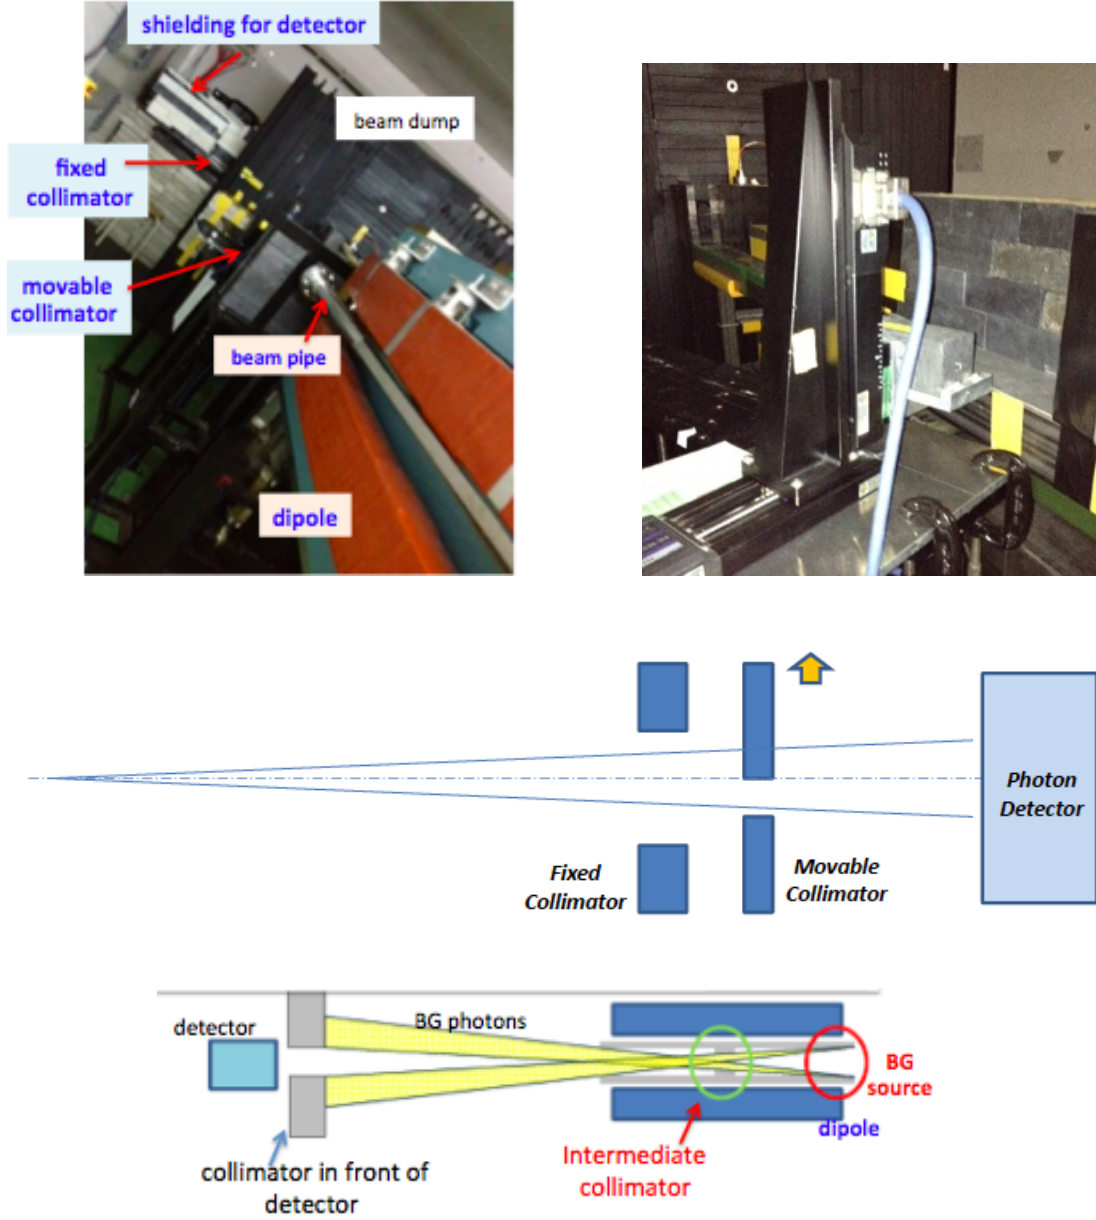 shielding for detector
beam dump
fixed
collimator
movable
collimator
beam pipe
dipole
Photon
Detector
Fixed
Collimator
Movable
Collimator
detector
BG photons
BG
source
dipole
Intermediate
collimator
collimator in front of
detector